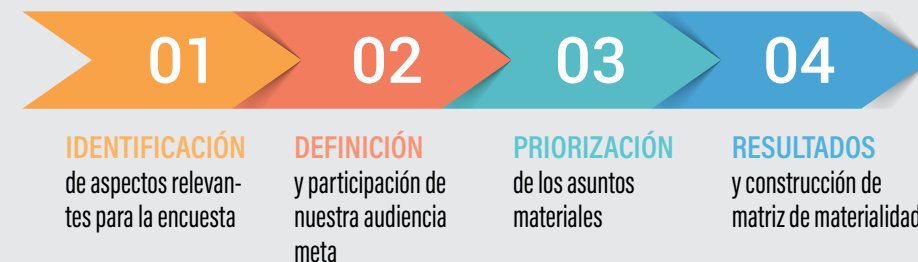 01
02
03
04
IDENTIFICACIÓN
de aspectos relevan-
tes para la encuesta
DEFINICIÓN
y participación de
nuestra audiencia
meta
PRIORIZACIÓN
de los asuntos
materiales
RESULTADOS
y construcción de
matriz de materialidad